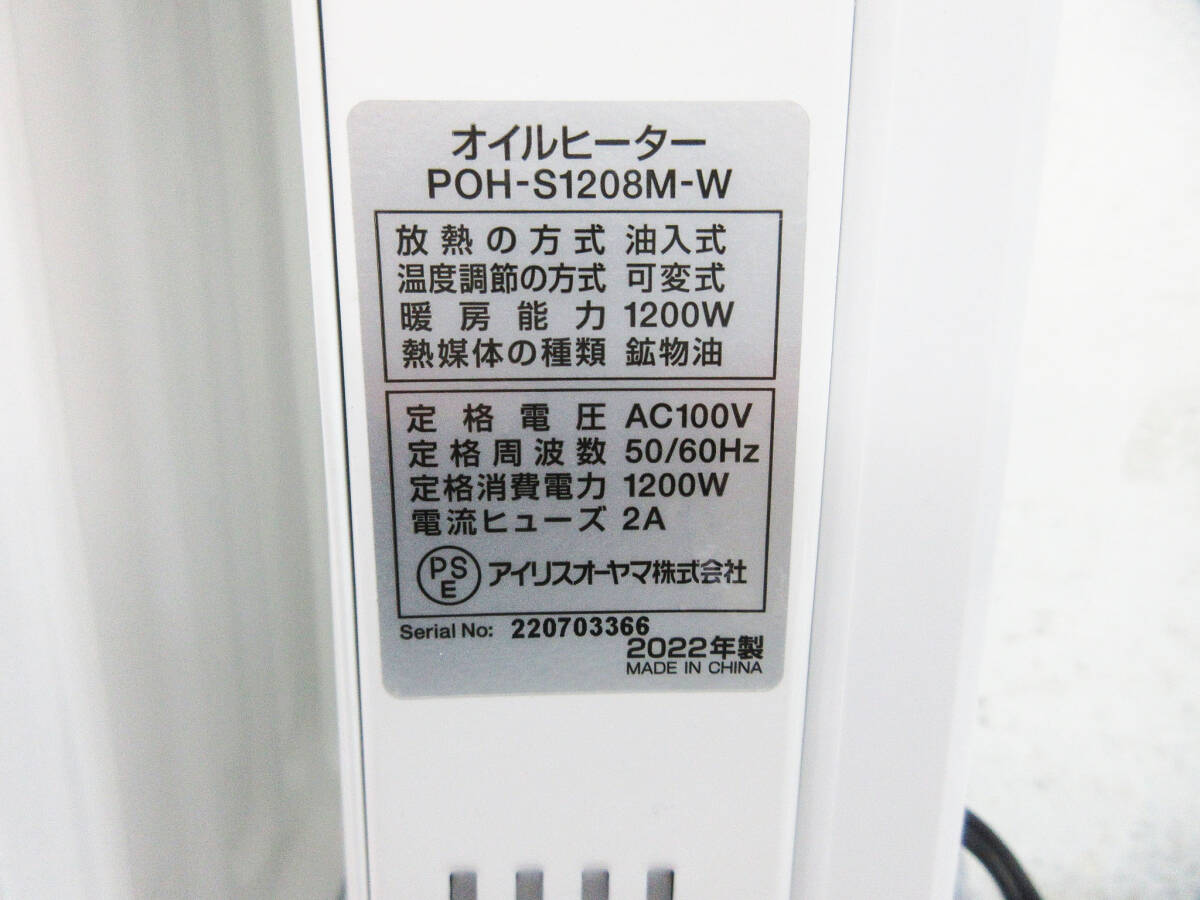 オイルヒーター
POH-S1208M-W
放熱の方式 油入式
温度調節の方式 可変式
暖房能力 1200W
熱媒体の種類 鉱物油
定格電圧 AC100V
定格周波数 50/60Hz
定格消費電力 1200W
電流ヒューズ 2A
PSE アイリスオーヤマ株式会社
Serial No: 220703366
2022年製
MADE IN CHINA